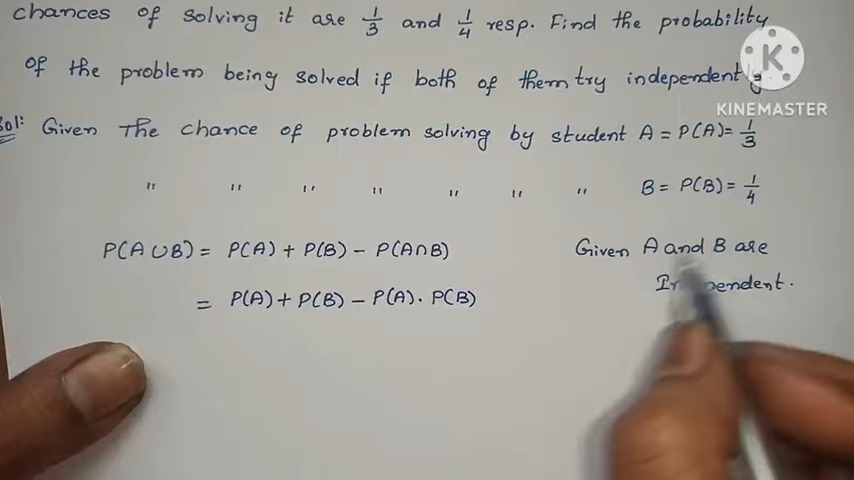 chances of solving it are 1/3 and 1/4 resp. Find the probability
of the problem being solved if both of them try independently
K
KINEMASTER
Sol: Given The chance of problem solving by student A = P(A) = 1/3
" " " " " " " B = P(B) = 1/4
P(A∪B) = P(A) + P(B) - P(A∩B) Given A and B are
Independent.
= P(A) + P(B) - P(A). P(B)